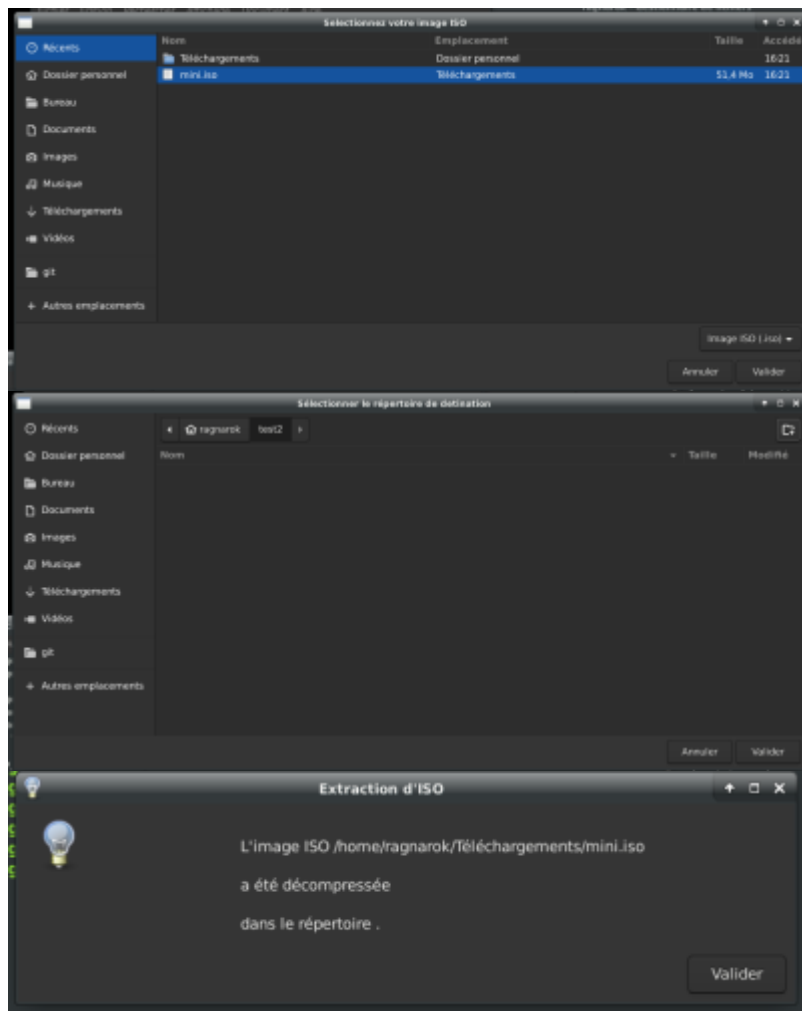 Sélectionnez votre image ISO
Récents
Dossier personnel
Bureau
Documents
Images
Musique
Téléchargements
Vidéos
git
Autres emplacements
Nom Emplacement Taille Accédé
Téléchargements Dossier personnel 16:21
mini.iso Téléchargements 51,4 Mo 16:21
Image ISO (.iso)
Annuler Valider
Sélectionner le répertoire de detination
Récents
Dossier personnel
Bureau
Documents
Images
Musique
Téléchargements
Vidéos
git
Autres emplacements
ragnarok test2
Nom Taille Modifié
Annuler Valider
Extraction d'ISO
L'image ISO /home/ragnarok/Téléchargements/mini.iso
a été décompressée
dans le répertoire .
Valider